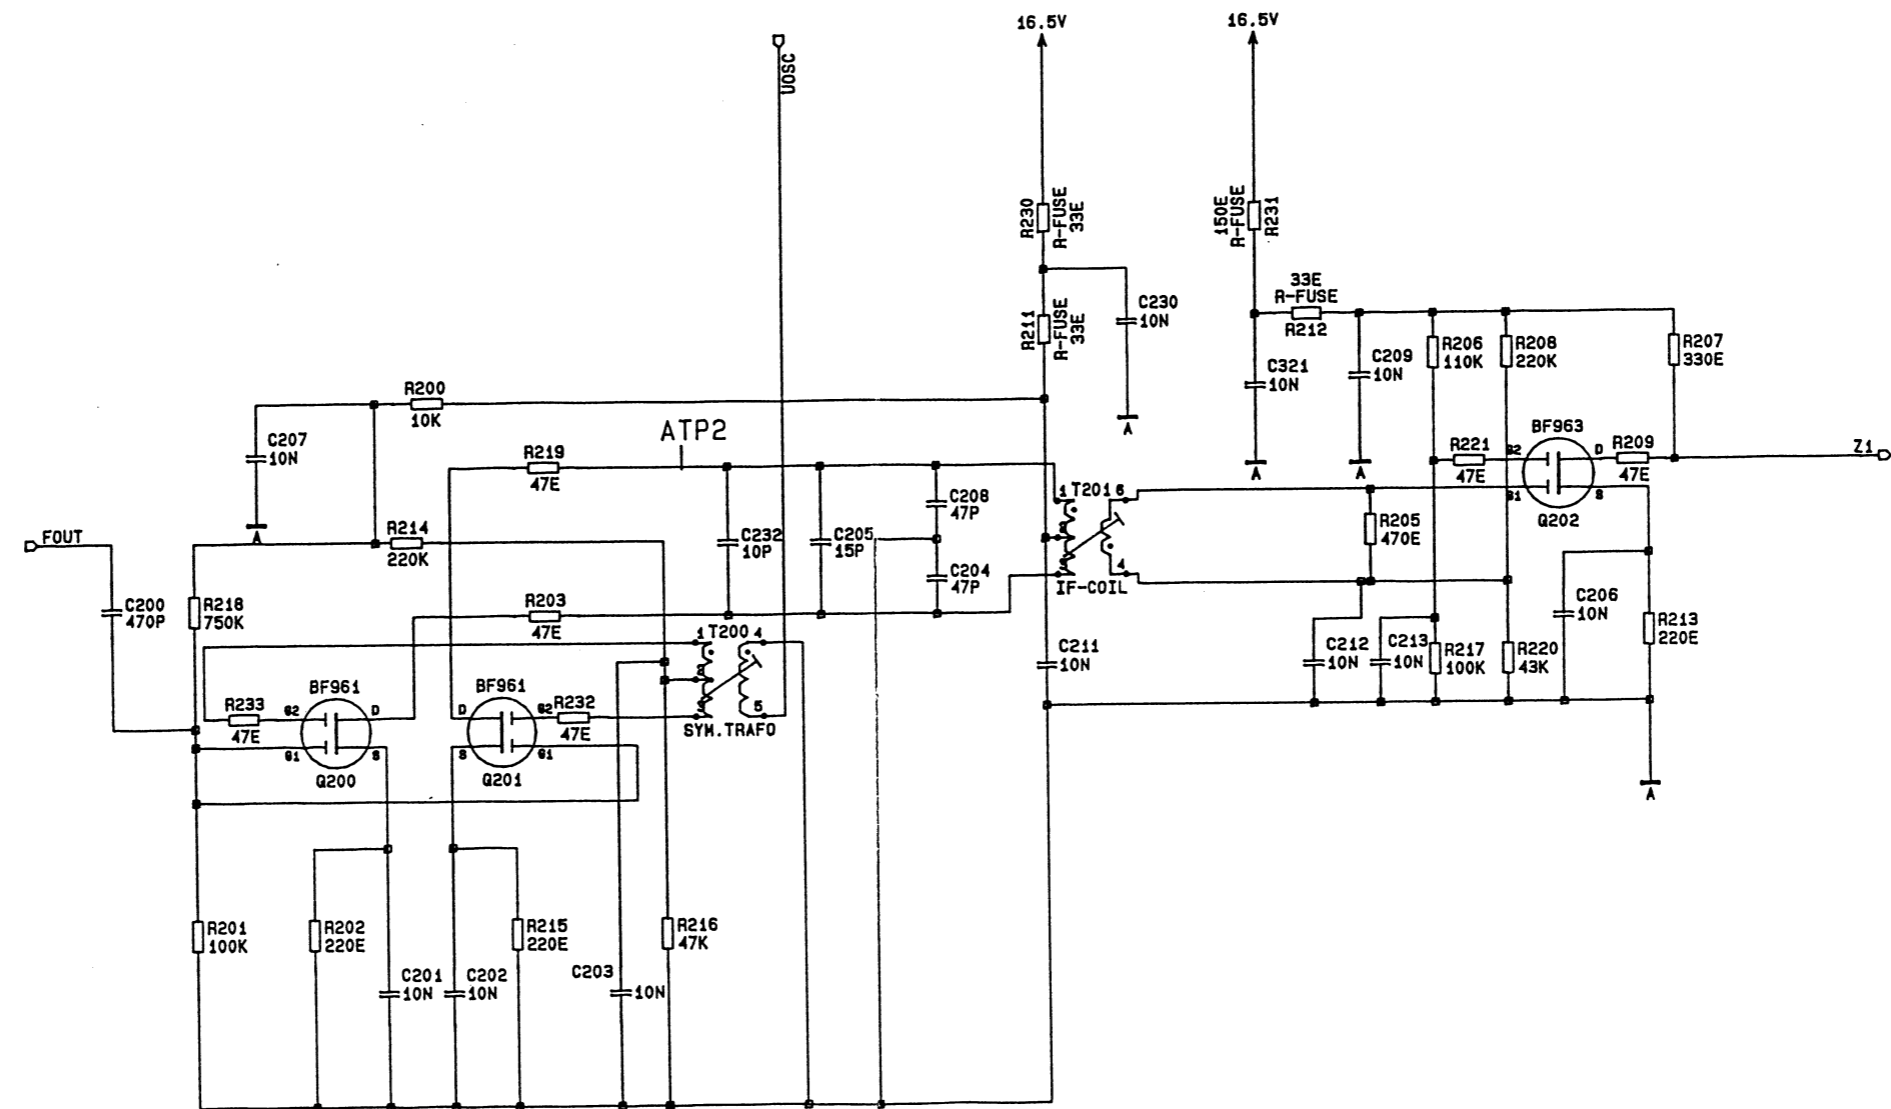 16.5V
16.5V
UOSC
R230
R-FUSE
33E
150E
R-FUSE
R231
33E
R-FUSE
R212
R211
R-FUSE
33E
C230
10N
A
C321
10N
A
C209
10N
A
R206
110K
R208
220K
R207
330E
R200
10K
C207
10N
A
ATP2
R219
47E
BF963
R221
47E
G2
D
R209
47E
Z1
G1
S
Q202
1
T201
6
4
IF-COIL
C208
47P
C204
47P
R205
470E
FOUT
R214
220K
C232
10P
C205
15P
C200
470P
R218
750K
R203
47E
C206
10N
R213
220E
1
T200
4
5
SYM.TRAFO
C211
10N
C212
10N
C213
10N
R217
100K
R220
43K
BF961
R233
47E
G2
D
G1
S
Q200
BF961
D
G2
R232
47E
S
G1
Q201
A
R201
100K
R202
220E
R215
220E
R216
47K
C201
10N
C202
10N
C203
10N